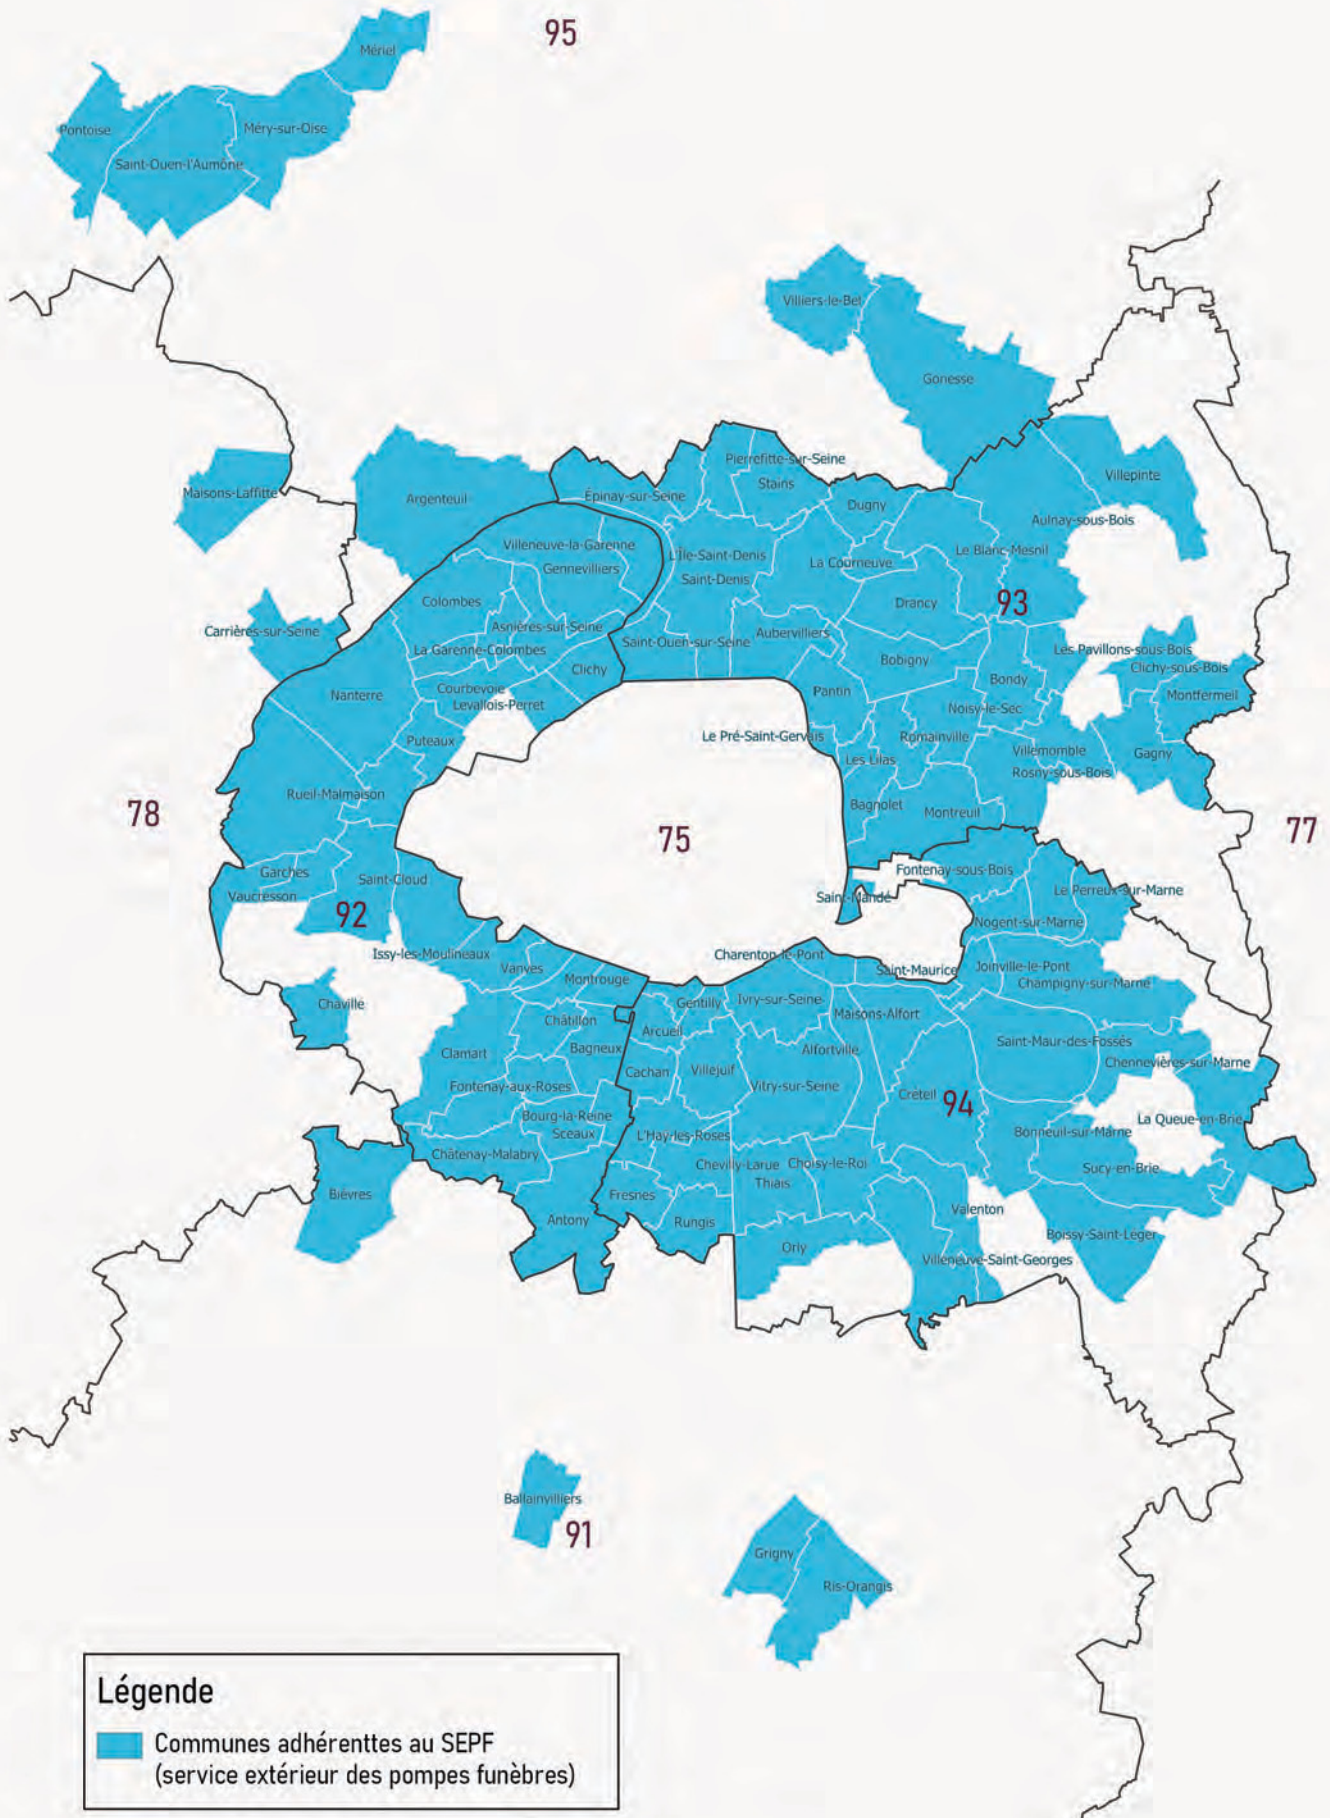 95
Mériel
Pontoise
Méry-sur-Oise
Saint-Ouen-l'Aumône
Villiers-le-Bel
Gonesse
Pierrefitte-sur-Seine
Villepinte
Stains
Maisons-Laffitte
Argenteuil
Épinay-sur-Seine
Dugny
Aulnay-sous-Bois
Villeneuve-la-Garenne
L'Île-Saint-Denis
Le Blanc-Mesnil
La Courneuve
Gennevilliers
Saint-Denis
Colombes
Drancy
93
Asnières-sur-Seine
Carrières-sur-Seine
Saint-Ouen-sur-Seine
Aubervilliers
La Garenne-Colombes
Les Pavillons-sous-Bois
Bobigny
Clichy-sous-Bois
Clichy
Bondy
Courbevoie
Nanterre
Pantin
Montfermeil
Levallois-Perret
Noisy-le-Sec
Le Pré-Saint-Gervais
Romainville
Puteaux
Villemomble
Gagny
Les Lilas
Rosny-sous-Bois
Rueil-Malmaison
Bagnolet
Montreuil
78
75
77
Garches
Saint-Cloud
Fontenay-sous-Bois
Vaucresson
Saint-Mandé
Le Perreux-sur-Marne
92
Nogent-sur-Marne
Issy-les-Moulineaux
Charenton-le-Pont
Vanves
Saint-Maurice
Joinville-le-Pont
Montrouge
Champigny-sur-Marne
Chaville
Gentilly
Ivry-sur-Seine
Maisons-Alfort
Châtillon
Arcueil
Saint-Maur-des-Fossés
Clamart
Bagneux
Alfortville
Chennevières-sur-Marne
Cachan
Villejuif
Fontenay-aux-Roses
Vitry-sur-Seine
Créteil
94
Bourg-la-Reine
La Queue-en-Brie
Sceaux
L'Hay-les-Roses
Bonneuil-sur-Marne
Châtenay-Malabry
Chevilly-Larue
Choisy-le-Roi
Sucy-en-Brie
Thiais
Bièvres
Fresnes
Valenton
Antony
Rungis
Boissy-Saint-Léger
Orly
Villeneuve-Saint-Georges
Ballainvilliers
91
Grigny
Ris-Orangis
Légende
Communes adhérenttes au SEPF
(service extérieur des pompes funèbres)